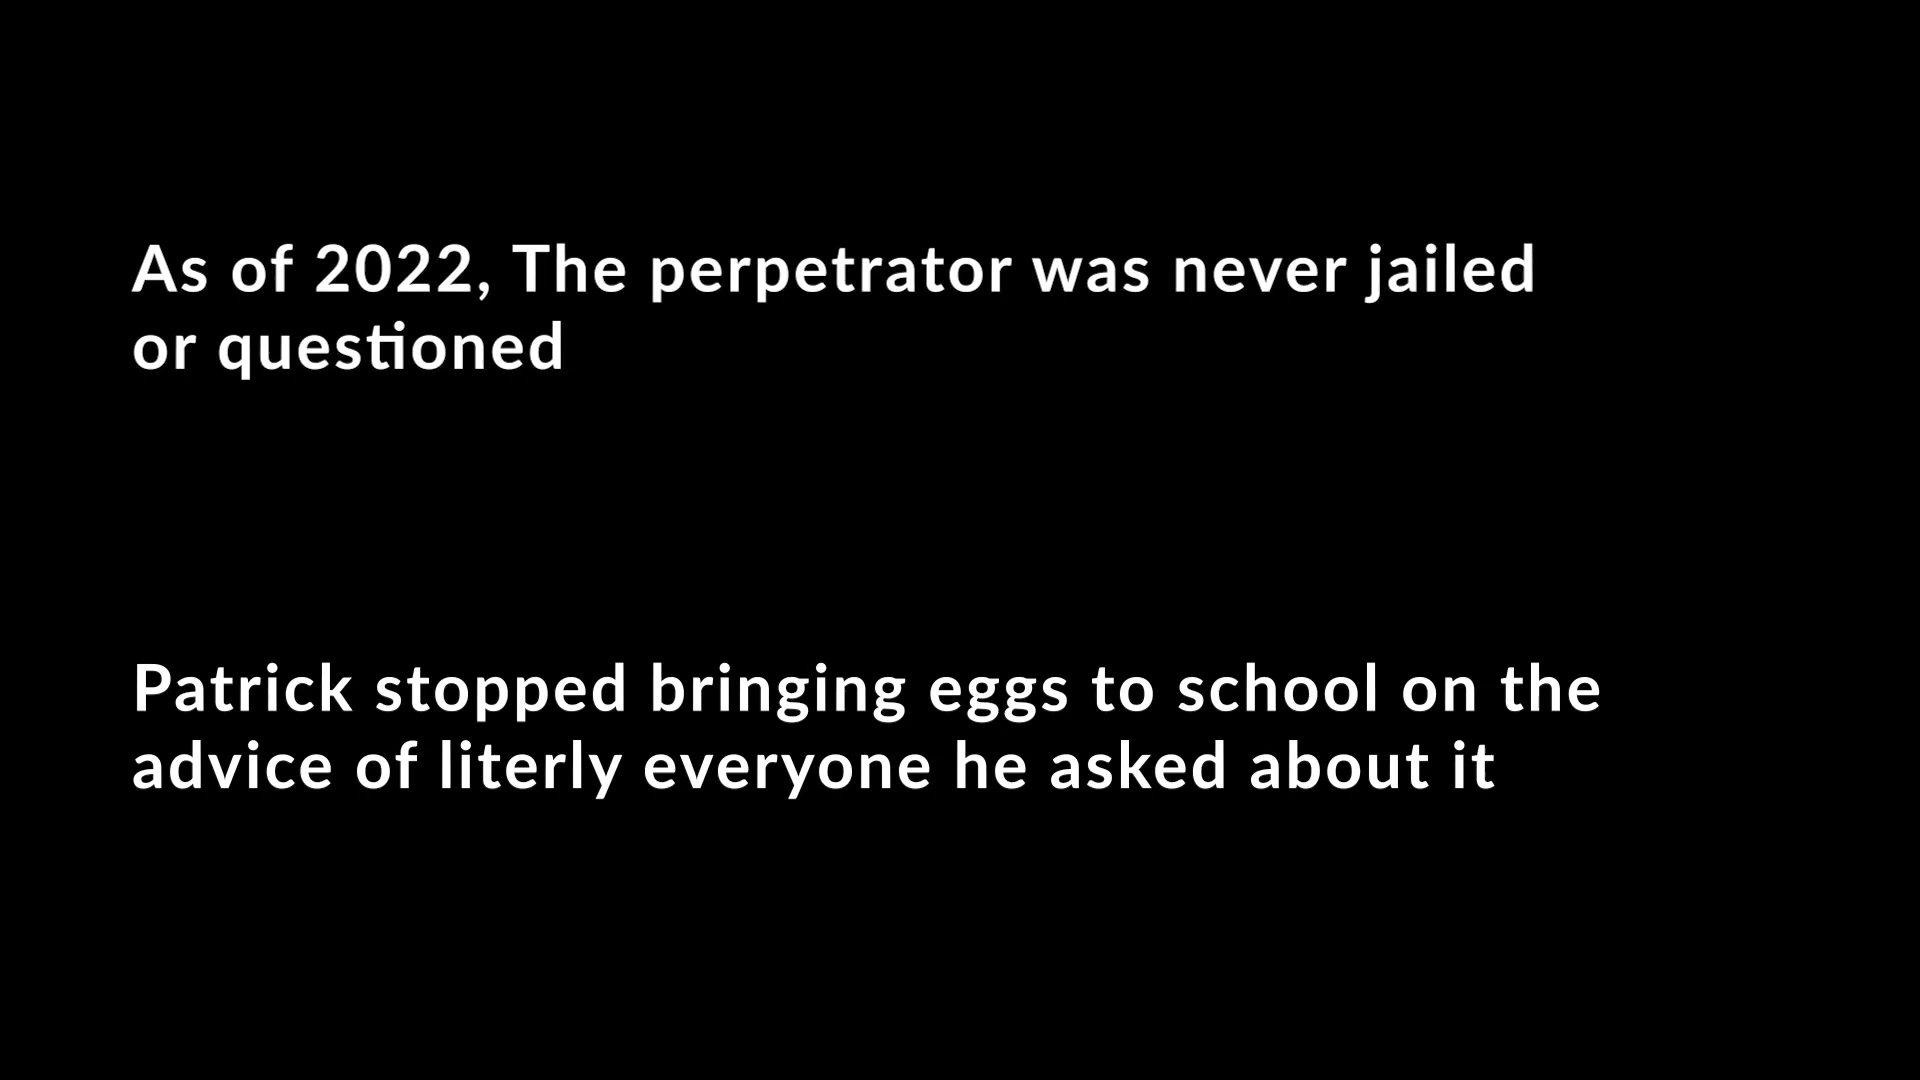 As of 2022, The perpetrator was never jailed
or questioned
Patrick stopped bringing eggs to school on the
advice of literly everyone he asked about it